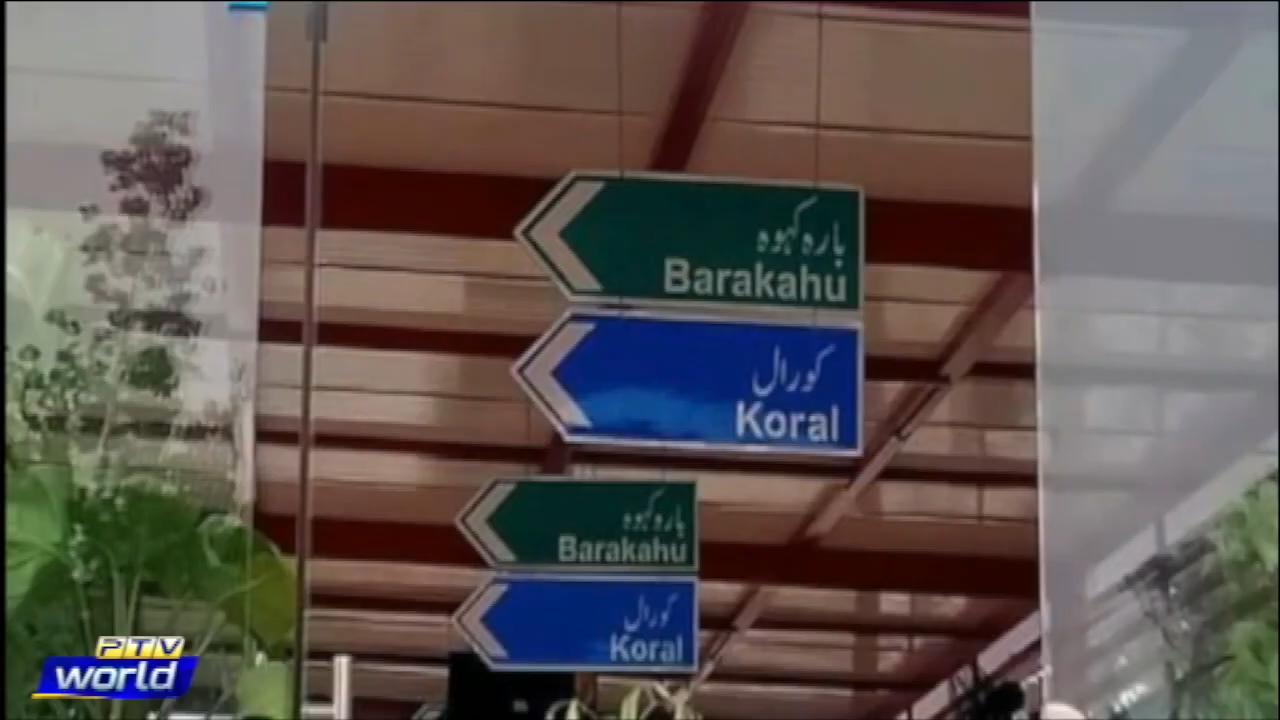 بارہ کہوہ
Barakahu
کورال
Koral
بارہ کہوہ
Barakahu
کورال
Koral
PTV
world